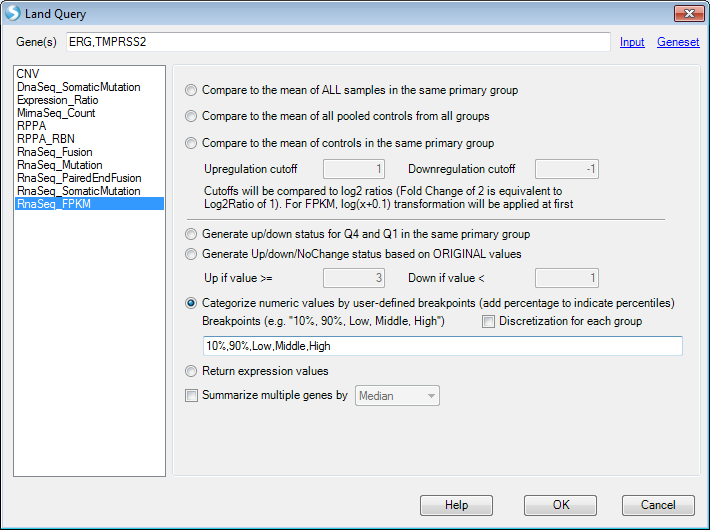 Land Query
Gene(s) ERG,TMPRSS2 Input Geneset
CNV
DnaSeq_SomaticMutation
Expression_Ratio
MirnaSeq_Count
RPPA
RPPA_RBN
RnaSeq_Fusion
RnaSeq_Mutation
RnaSeq_PairedEndFusion
RnaSeq_SomaticMutation
RnaSeq_FPKM
Compare to the mean of ALL samples in the same primary group
Compare to the mean of all pooled controls from all groups
Compare to the mean of controls in the same primary group
Upregulation cutoff 1 Downregulation cutoff -1
Cutoffs will be compared to log2 ratios (Fold Change of 2 is equivalent to
Log2Ratio of 1). For FPKM, log(x+0.1) transformation will be applied at first
Generate up/down status for Q4 and Q1 in the same primary group
Generate Up/down/NoChange status based on ORIGINAL values
Up if value >= 3 Down if value < 1
Categorize numeric values by user-defined breakpoints (add percentage to indicate percentiles)
Breakpoints (e.g. "10%, 90%, Low, Middle, High") Discretization for each group
10%,90%,Low,Middle,High
Return expression values
Summarize multiple genes by Median
Help OK Cancel